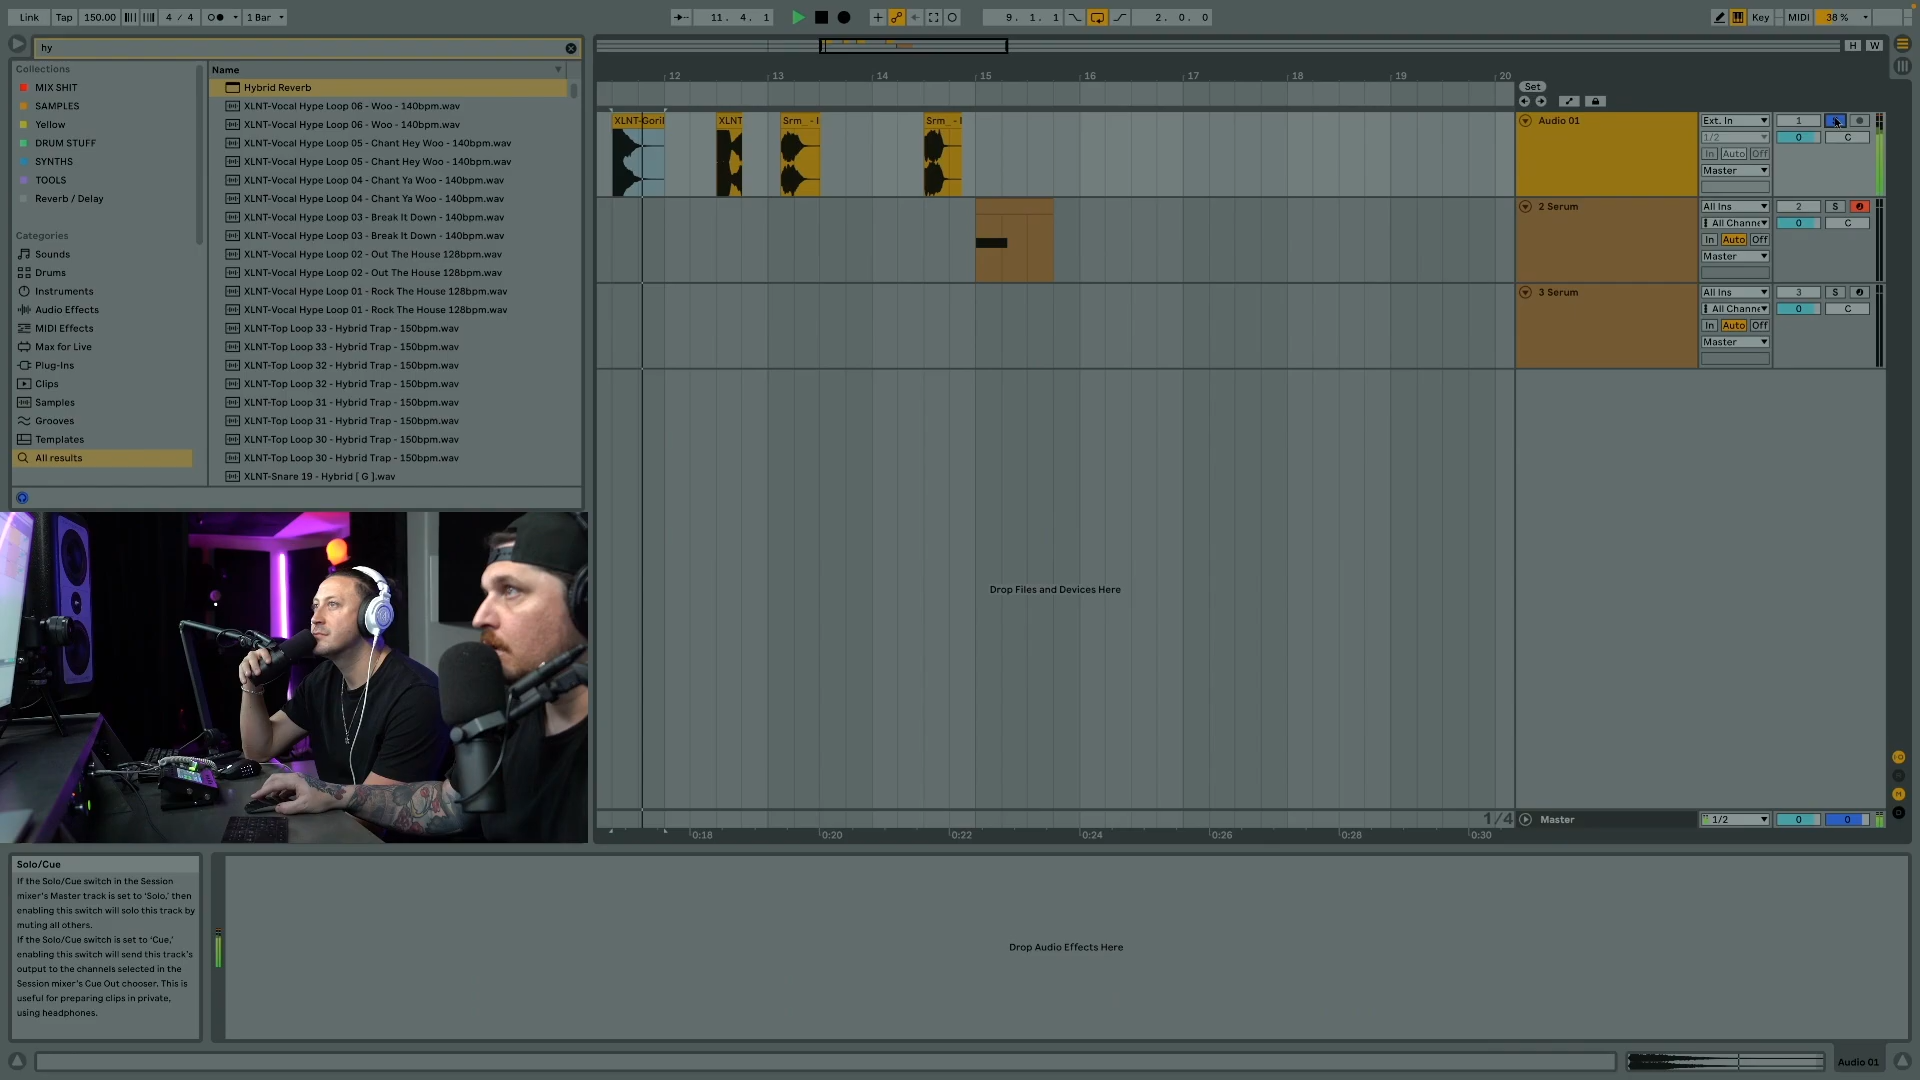 Link Tap 150.00 4 / 4 1 Bar 11. 4. 1 9. 1. 1 2. 0. 0 Key MIDI 38 %
hy
H W
Collections
MIX SHIT
SAMPLES
Yellow
DRUM STUFF
SYNTHS
TOOLS
Reverb / Delay
Categories
Sounds
Drums
Instruments
Audio Effects
MIDI Effects
Max for Live
Plug-Ins
Clips
Samples
Grooves
Templates
All results
Name
Hybrid Reverb
XLNT-Vocal Hype Loop 06 - Woo - 140bpm.wav
XLNT-Vocal Hype Loop 06 - Woo - 140bpm.wav
XLNT-Vocal Hype Loop 05 - Chant Hey Woo - 140bpm.wav
XLNT-Vocal Hype Loop 05 - Chant Hey Woo - 140bpm.wav
XLNT-Vocal Hype Loop 04 - Chant Ya Woo - 140bpm.wav
XLNT-Vocal Hype Loop 04 - Chant Ya Woo - 140bpm.wav
XLNT-Vocal Hype Loop 03 - Break It Down - 140bpm.wav
XLNT-Vocal Hype Loop 03 - Break It Down - 140bpm.wav
XLNT-Vocal Hype Loop 02 - Out The House 128bpm.wav
XLNT-Vocal Hype Loop 02 - Out The House 128bpm.wav
XLNT-Vocal Hype Loop 01 - Rock The House 128bpm.wav
XLNT-Vocal Hype Loop 01 - Rock The House 128bpm.wav
XLNT-Top Loop 33 - Hybrid Trap - 150bpm.wav
XLNT-Top Loop 33 - Hybrid Trap - 150bpm.wav
XLNT-Top Loop 32 - Hybrid Trap - 150bpm.wav
XLNT-Top Loop 32 - Hybrid Trap - 150bpm.wav
XLNT-Top Loop 31 - Hybrid Trap - 150bpm.wav
XLNT-Top Loop 31 - Hybrid Trap - 150bpm.wav
XLNT-Top Loop 30 - Hybrid Trap - 150bpm.wav
XLNT-Top Loop 30 - Hybrid Trap - 150bpm.wav
XLNT-Snare 19 - Hybrid [ G ].wav
12 13 14 15 16 17 18 19 20
Set
XLNT-Goril XLNT Srm_ - I Srm_ - I
Audio 01 Ext. In 1
1/2 0 C
In Auto Off
Master
2 Serum All Ins 2 S
All Channe 0 C
In Auto Off
Master
3 Serum All Ins 3 S
All Channe 0 C
In Auto Off
Master
Drop Files and Devices Here
1/4 Master 1/2 0 0
0:18 0:20 0:22 0:24 0:26 0:28 0:30
Solo/Cue
If the Solo/Cue switch in the Session
mixer's Master track is set to 'Solo,' then
enabling this switch will solo this track by
muting all others.
If the Solo/Cue switch is set to 'Cue,'
enabling this switch will send this track's
output to the channels selected in the
Session mixer's Cue Out chooser. This is
useful for preparing clips in private,
using headphones.
Drop Audio Effects Here
Audio 01